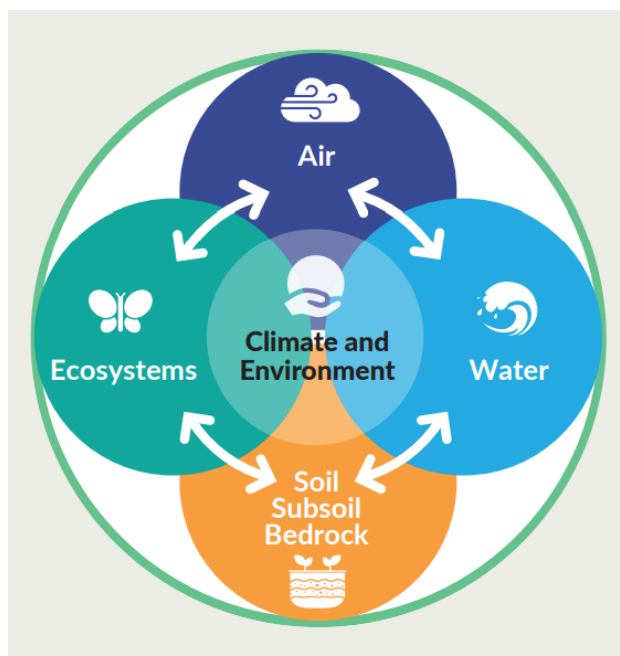 Air
Ecosystems
Climate and
Environment
Water
Soil
Subsoil
Bedrock